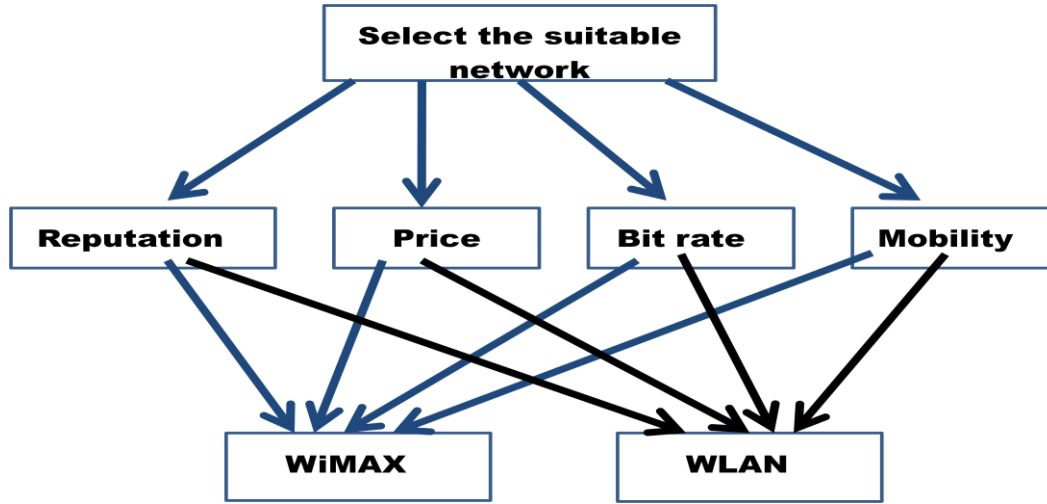 Select the suitable
network
Reputation
Price
Bit rate
Mobility
WiMAX
WLAN